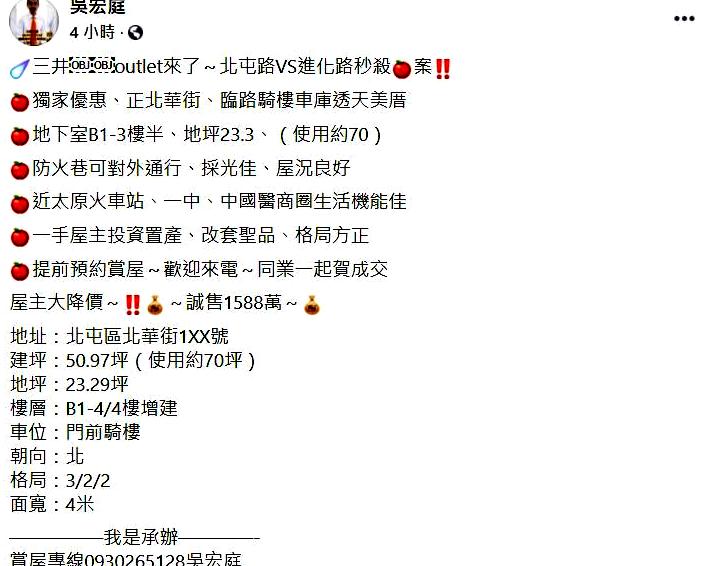 吳宏庭
4 小時 ·
三井OBJOBJoutlet來了～北屯路VS進化路秒殺🍎案‼️
🍎獨家優惠、正北華街、臨路騎樓車庫透天美厝
🍎地下室B1-3樓半、地坪23.3、（使用約70）
🍎防火巷可對外通行、採光佳、屋況良好
🍎近太原火車站、一中、中國醫商圈生活機能佳
🍎一手屋主投資置產、改套聖品、格局方正
🍎提前預約賞屋～歡迎來電～同業一起賀成交
屋主大降價～‼️💰～誠售1588萬～💰
地址：北屯區北華街1XX號
建坪：50.97坪（使用約70坪）
地坪：23.29坪
樓層：B1-4/4樓增建
車位：門前騎樓
朝向：北
格局：3/2/2
面寬：4米
—————我是承辦————-
賞屋專線0930265128吳宏庭